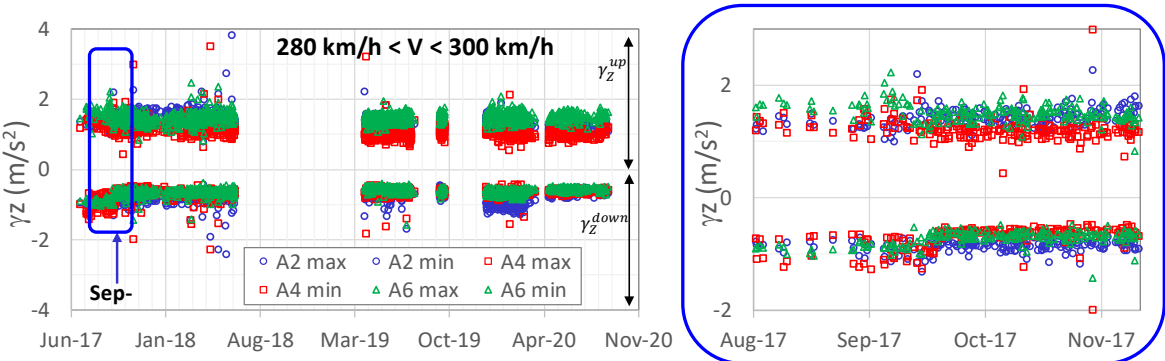 280 km/h < V < 300 km/h
γz (m/s²)
4
2
0
-2
-4
γ_Z^up
γ_Z^down
A2 max A2 min A4 max
A4 min A6 max A6 min
Sep-
Jun-17 Jan-18 Aug-18 Mar-19 Oct-19 Apr-20 Nov-20
γz (m/s²)
2
0
-2
Aug-17 Sep-17 Oct-17 Nov-17